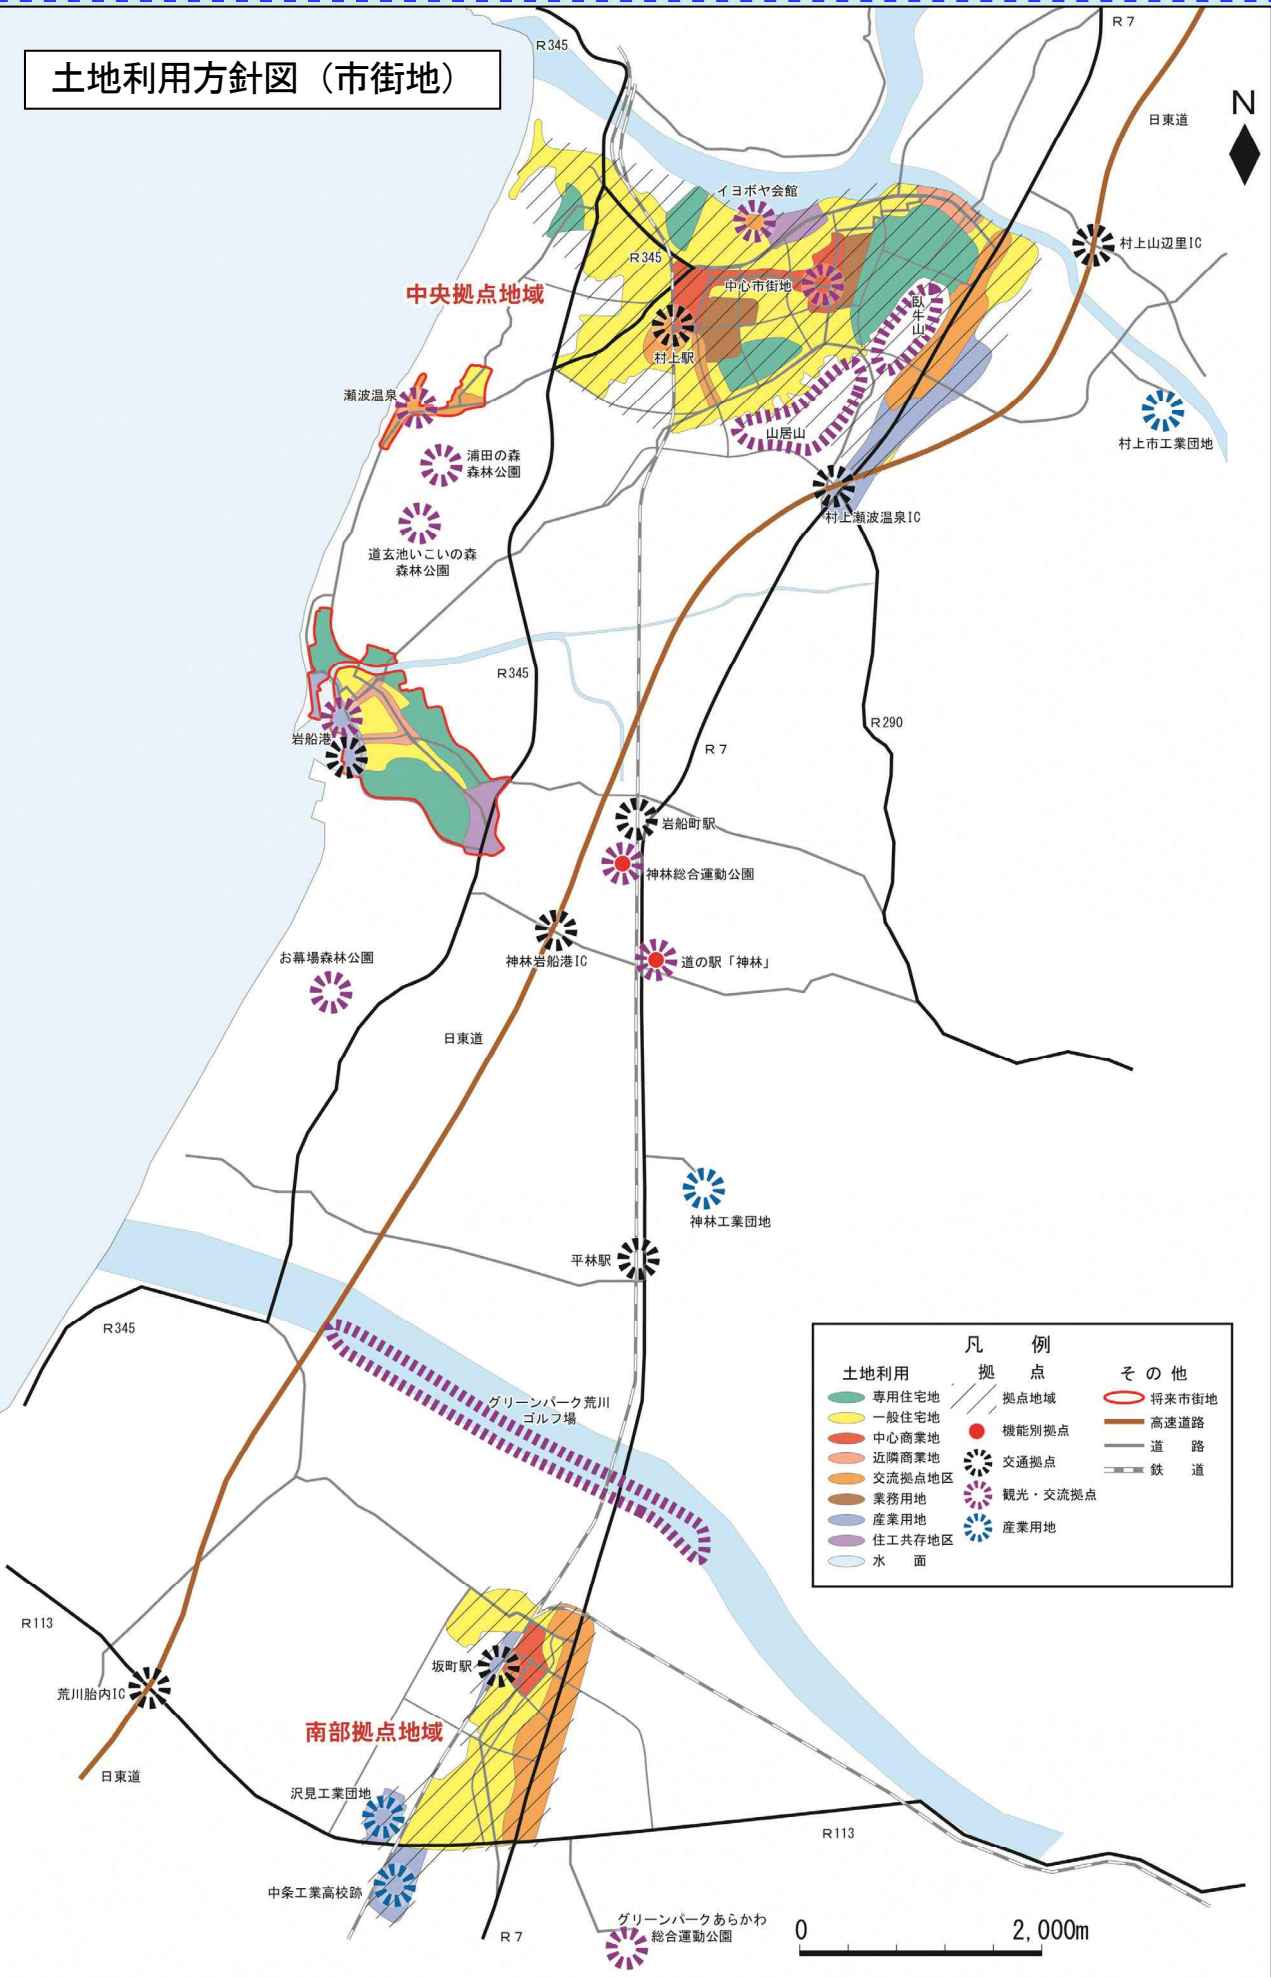 土地利用方針図（市街地）
R345
R7
日東道
N
イヨボヤ会館
村上山辺里IC
R345
中心市街地
中央拠点地域
臥牛山
村上駅
瀬波温泉
山居山
村上市工業団地
浦田の森
森林公園
村上瀬波温泉IC
道玄池いこいの森
森林公園
R345
R290
岩船港
R7
岩船町駅
神林総合運動公園
お幕場森林公園
神林岩船港IC
道の駅「神林」
日東道
神林工業団地
平林駅
R345
グリーンパーク荒川
ゴルフ場
凡 例
土地利用
専用住宅地
一般住宅地
中心商業地
近隣商業地
交流拠点地区
業務用地
産業用地
住工共存地区
水 面
拠 点
拠点地域
機能別拠点
交通拠点
観光・交流拠点
産業用地
その他
将来市街地
高速道路
道 路
鉄 道
R113
坂町駅
荒川胎内IC
南部拠点地域
日東道
沢見工業団地
R113
中条工業高校跡
R7
グリーンパークあらかわ
総合運動公園
0 2,000m